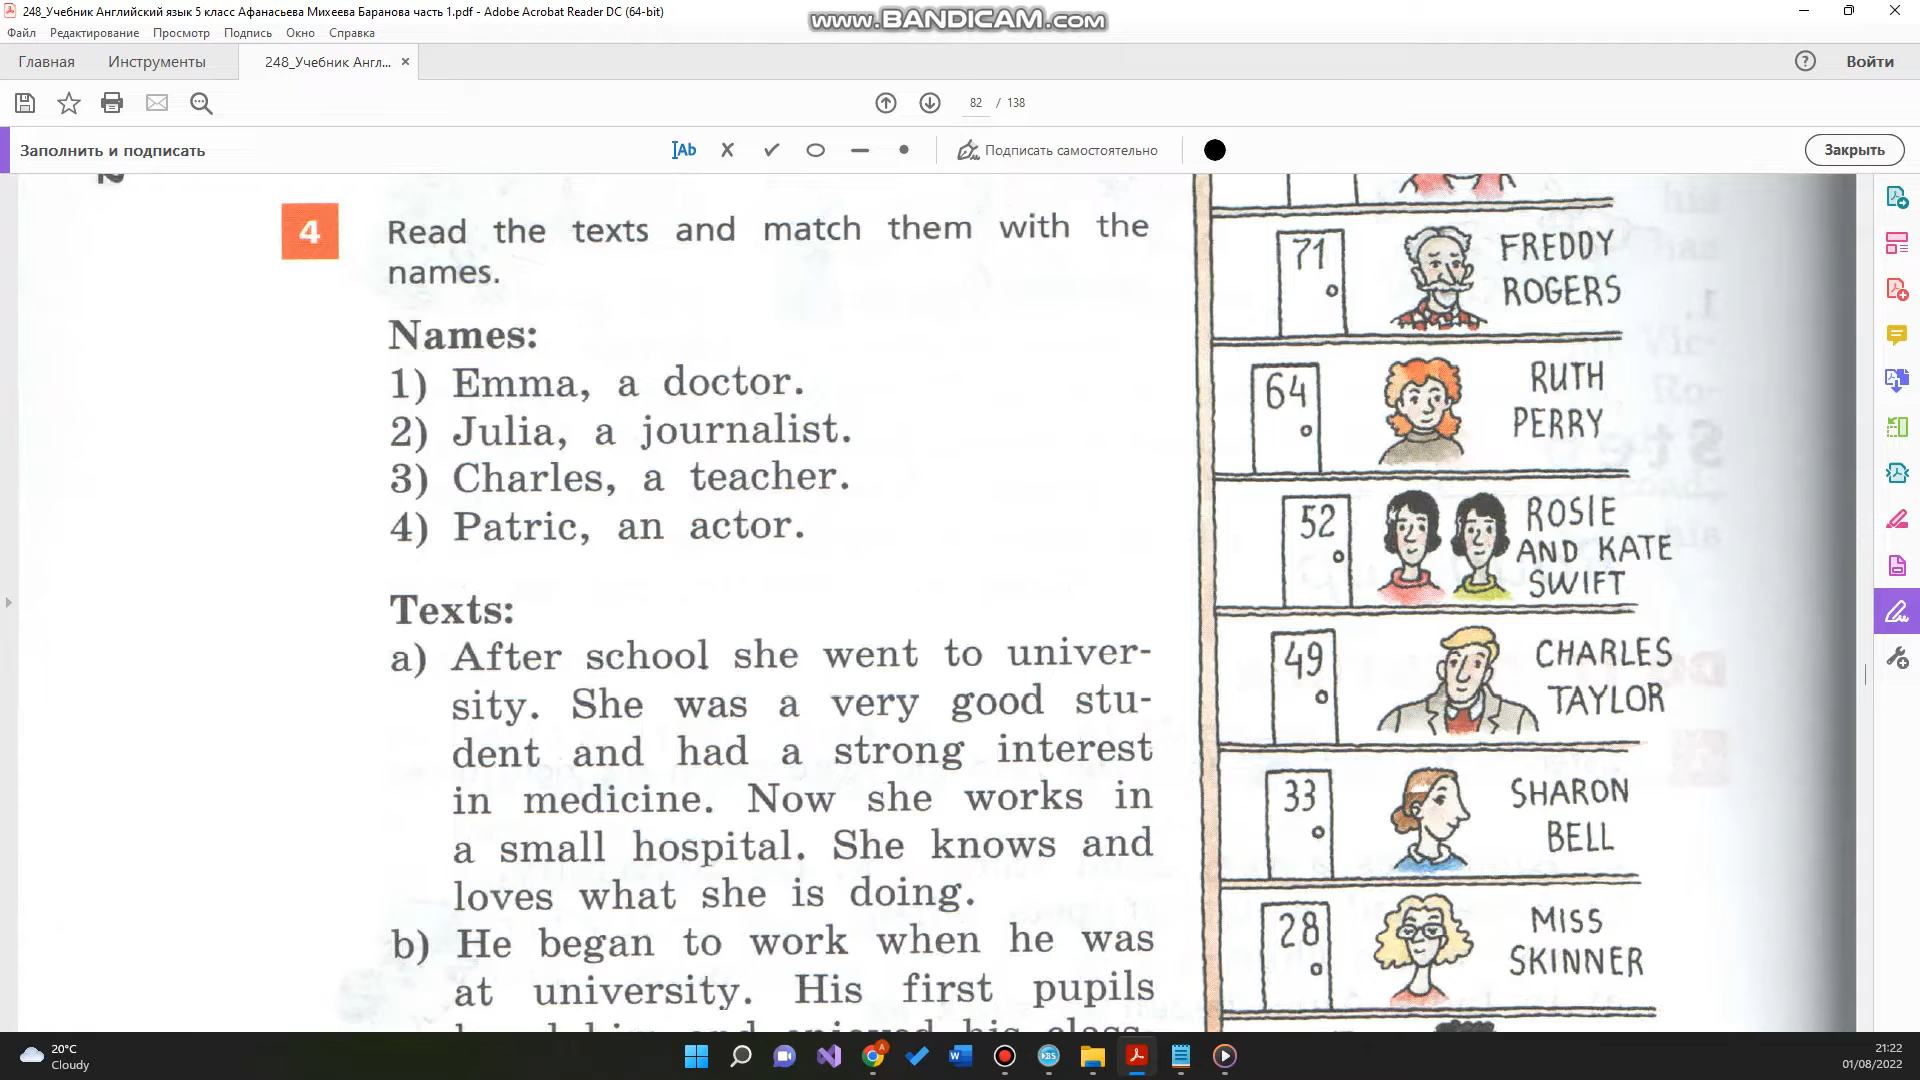 248_Учебник Английский язык 5 класс Афанасьева Михеева Баранова часть 1.pdf - Adobe Acrobat Reader DC (64-bit)
www.BANDICAM.com
Файл Редактирование Просмотр Подпись Окно Справка
Главная Инструменты 248_Учебник Англ... × Войти
82 / 138
Заполнить и подписать Ab Подписать самостоятельно Закрыть
4 Read the texts and match them with the
names.
Names:
1) Emma, a doctor.
2) Julia, a journalist.
3) Charles, a teacher.
4) Patric, an actor.
Texts:
a) After school she went to univer-
sity. She was a very good stu-
dent and had a strong interest
in medicine. Now she works in
a small hospital. She knows and
loves what she is doing.
b) He began to work when he was
at university. His first pupils
71 FREDDY
ROGERS
64 RUTH
PERRY
52 ROSIE
AND KATE
SWIFT
49 CHARLES
TAYLOR
33 SHARON
BELL
28 MISS
SKINNER
20°C
Cloudy
21:22
01/08/2022